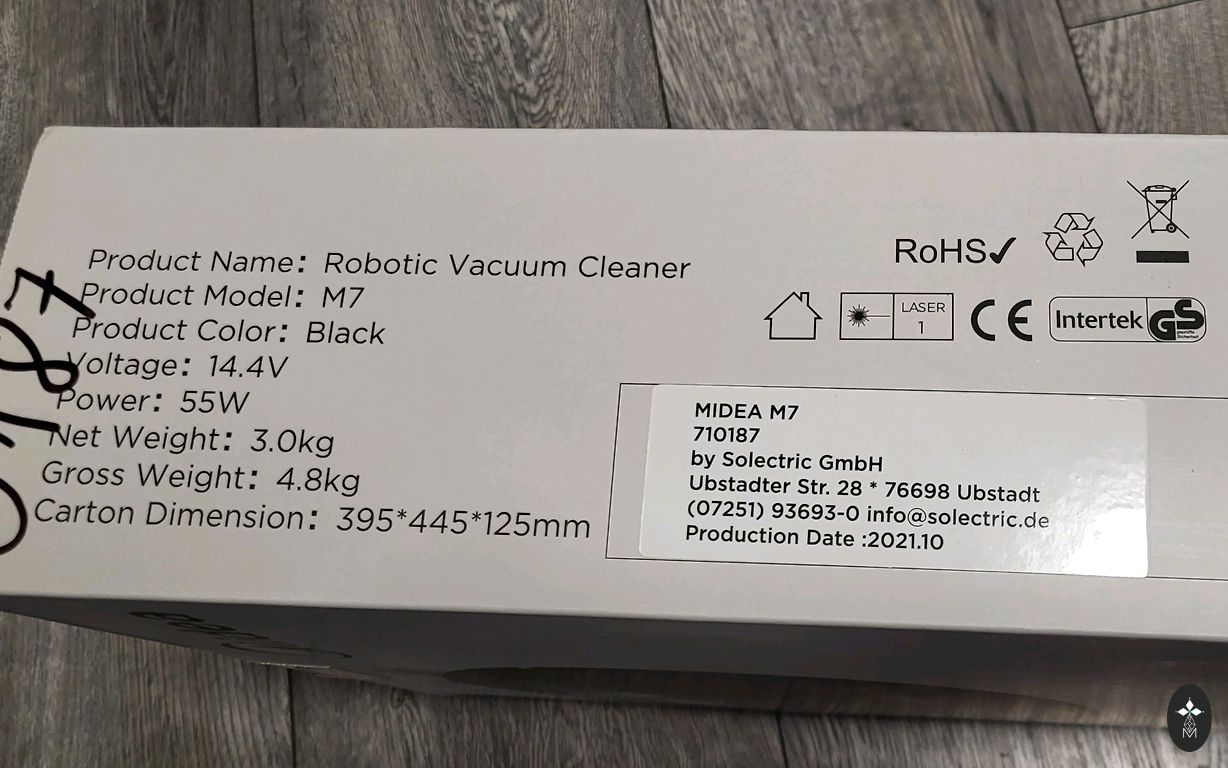 Product Name: Robotic Vacuum Cleaner
Product Model: M7
Product Color: Black
Voltage: 14.4V
Power: 55W
Net Weight: 3.0kg
Gross Weight: 4.8kg
Carton Dimension: 395*445*125mm
RoHS✓
LASER
1
CE
Intertek
GS
geprüfte
Sicherheit
MIDEA M7
710187
by Solectric GmbH
Ubstadter Str. 28 * 76698 Ubstadt
(07251) 93693-0 info@solectric.de
Production Date :2021.10
M